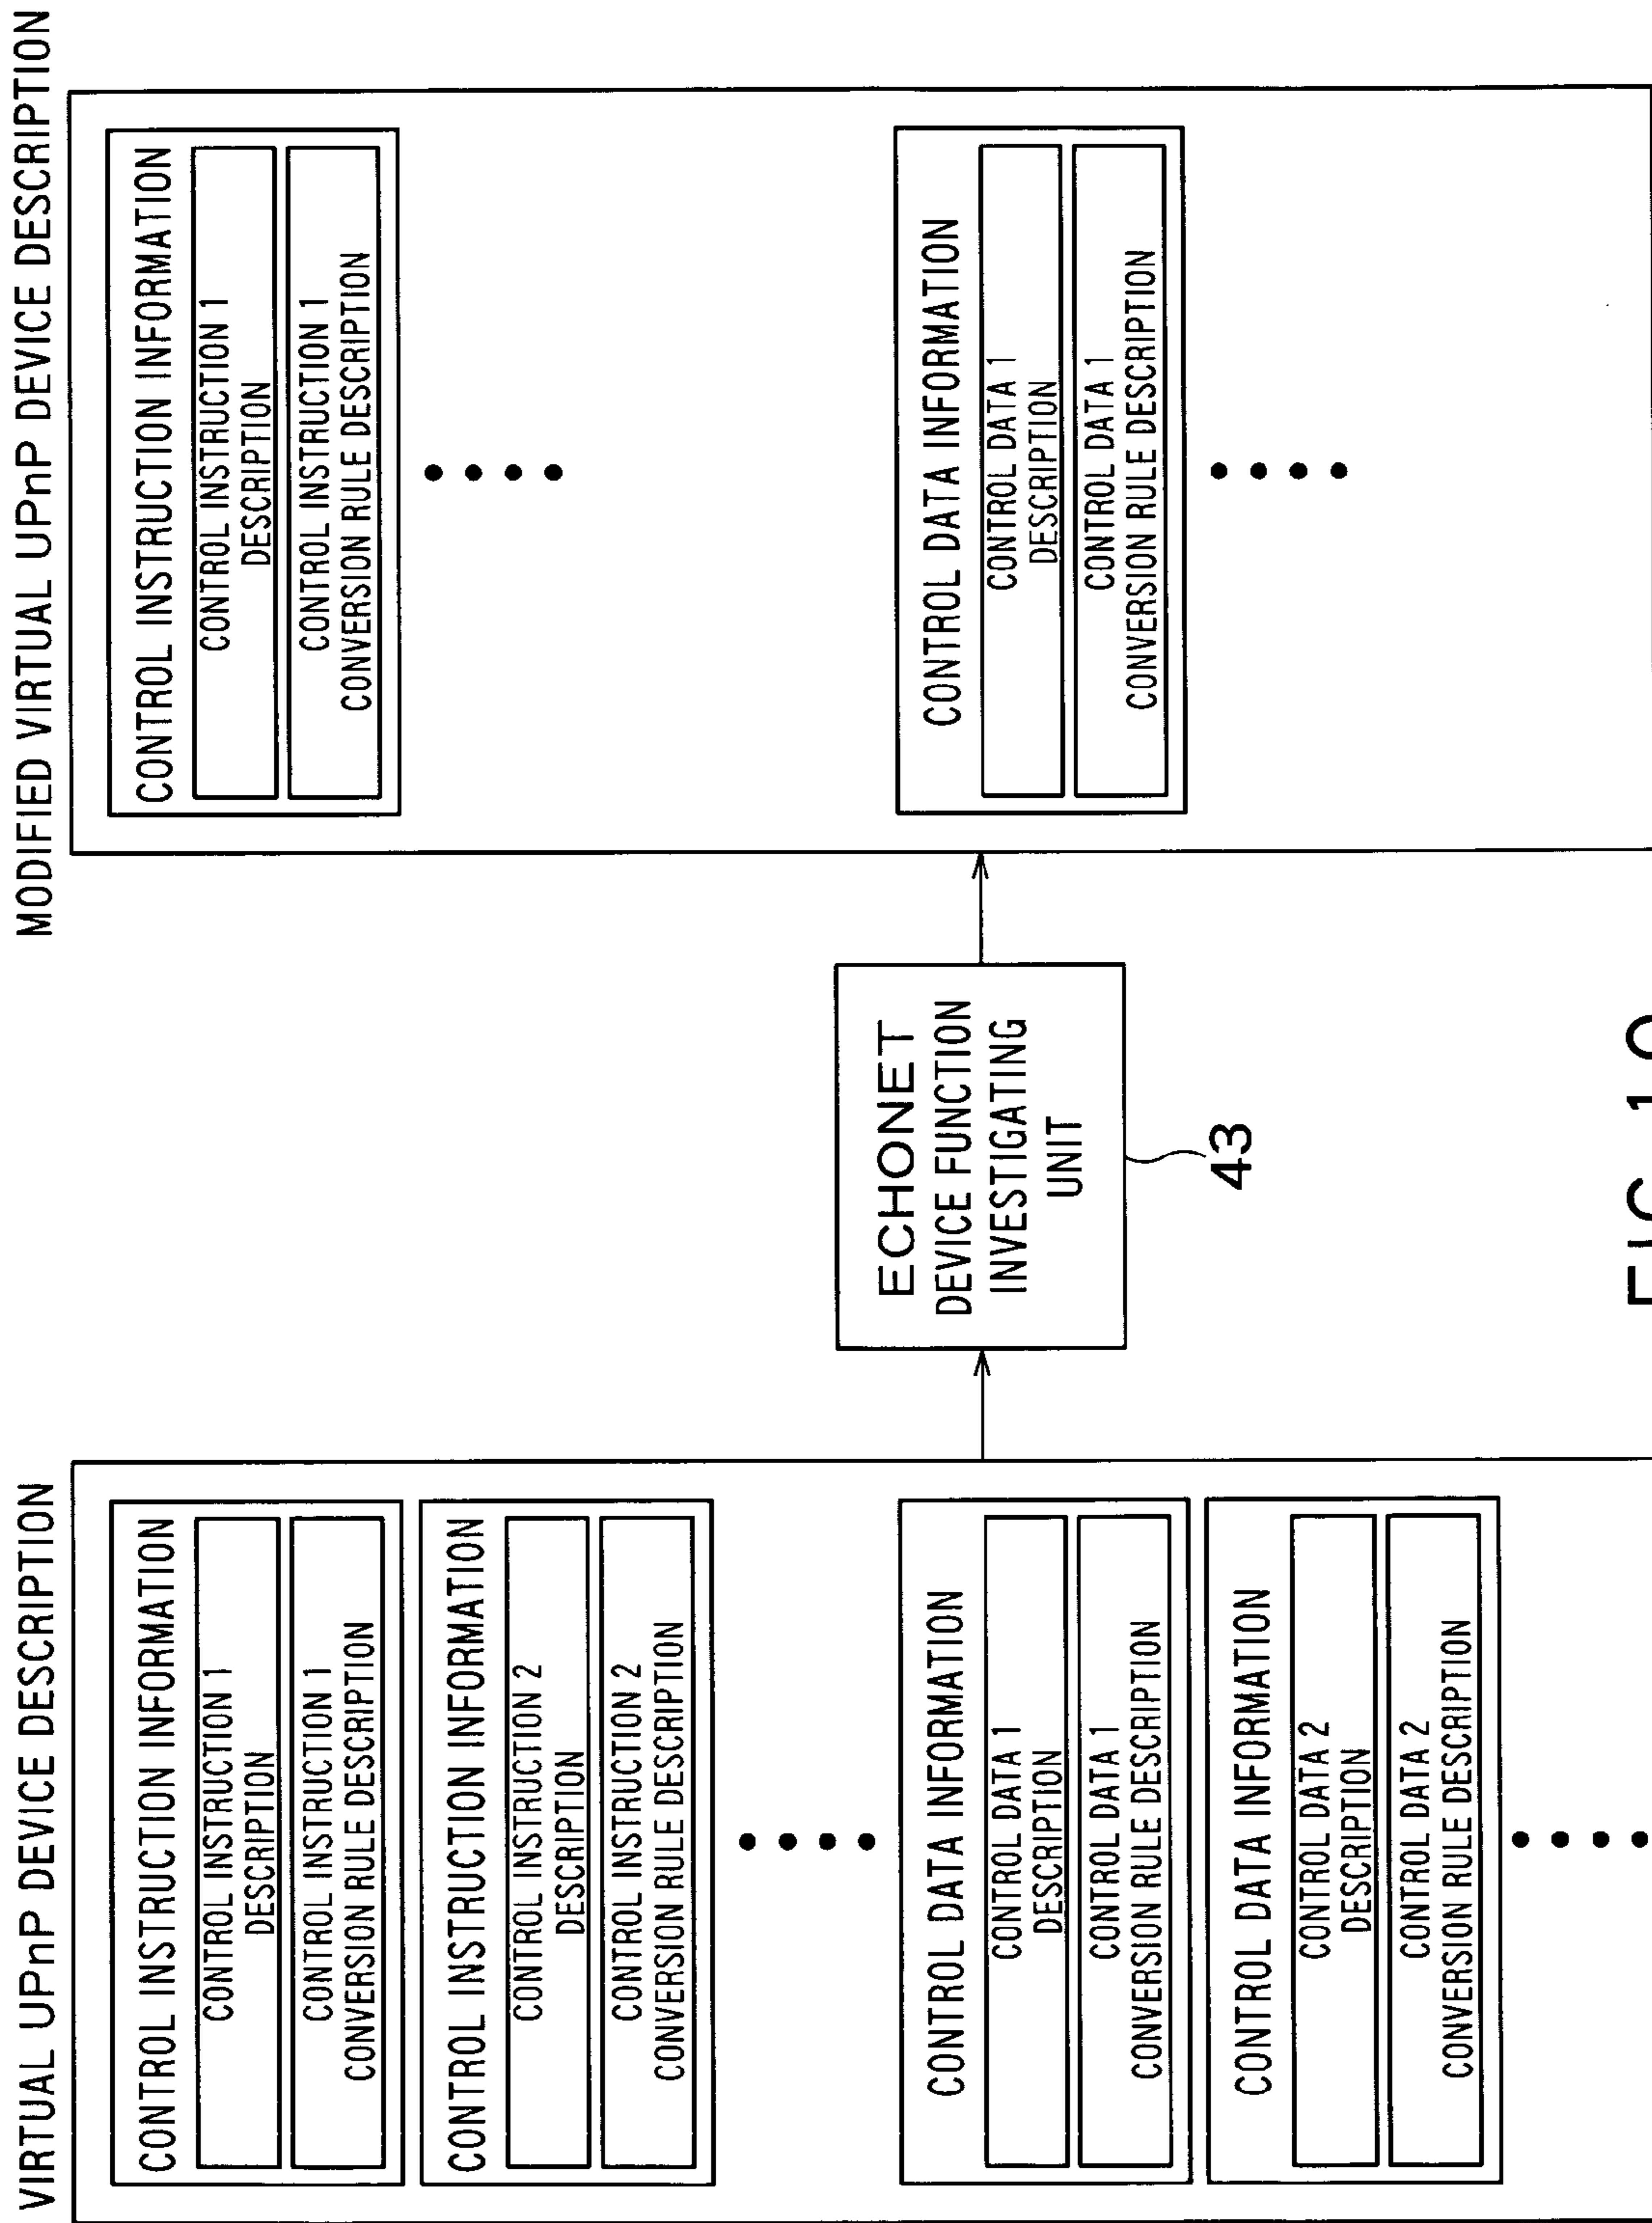 VIRTUAL UPnP DEVICE DESCRIPTION
CONTROL INSTRUCTION INFORMATION
CONTROL INSTRUCTION 1
DESCRIPTION
CONTROL INSTRUCTION 1
CONVERSION RULE DESCRIPTION
CONTROL INSTRUCTION INFORMATION
CONTROL INSTRUCTION 2
DESCRIPTION
CONTROL INSTRUCTION 2
CONVERSION RULE DESCRIPTION
CONTROL DATA INFORMATION
CONTROL DATA 1
DESCRIPTION
CONTROL DATA 1
CONVERSION RULE DESCRIPTION
CONTROL DATA INFORMATION
CONTROL DATA 2
DESCRIPTION
CONTROL DATA 2
CONVERSION RULE DESCRIPTION
ECHONET
DEVICE FUNCTION
INVESTIGATING
UNIT
43
MODIFIED VIRTUAL UPnP DEVICE DESCRIPTION
CONTROL INSTRUCTION INFORMATION
CONTROL INSTRUCTION 1
DESCRIPTION
CONTROL INSTRUCTION 1
CONVERSION RULE DESCRIPTION
CONTROL DATA INFORMATION
CONTROL DATA 1
DESCRIPTION
CONTROL DATA 1
CONVERSION RULE DESCRIPTION